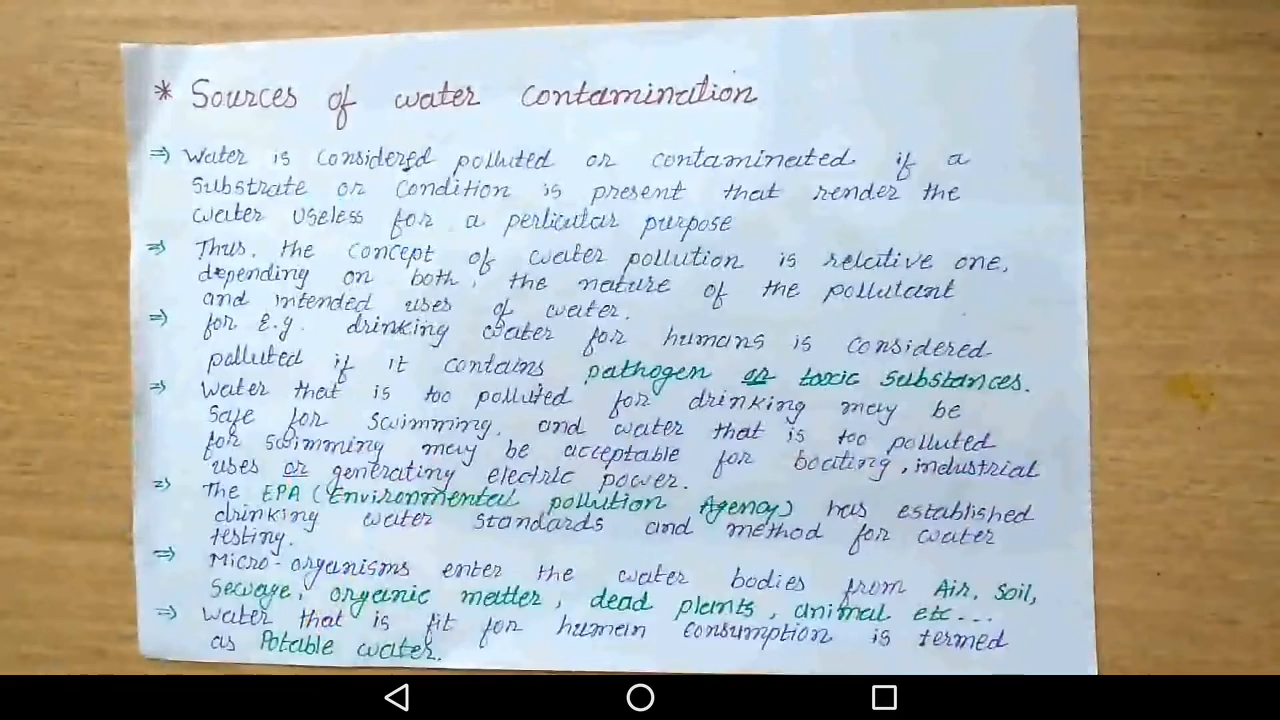 * Sources of water contamination
⇒ Water is considered polluted or contaminated if a
substrate or condition is present that render the
water useless for a perticular purpose
⇒ Thus, the concept of water pollution is relative one,
depending on both, the nature of the pollutant
and intended uses of water.
⇒ for E.g. drinking water for humans is considered
palluted if it contains pathogen or toxic substances.
⇒ Water that is too polluted for drinking may be
safe for swimming, and water that is too polluted
for swimming may be acceptable for boating, industrial
uses or generating electric power.
⇒ The EPA (Environmental pollution Agency) has established
drinking water standards and method for water
testing.
⇒ Micro-organisms enter the water bodies from Air, Soil,
Sewage, organic matter, dead plants, animal etc...
⇒ Water that is fit for human consumption is termed
as Potable water.